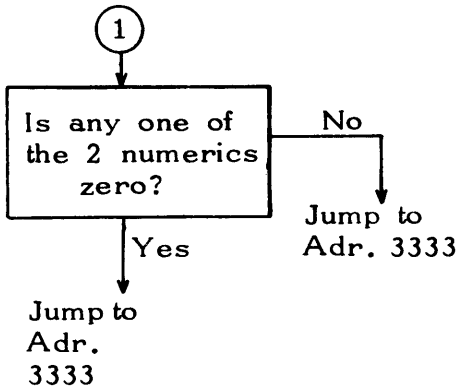 1
Is any one of
the 2 numerics
zero?
No
Jump to
Adr. 3333
Yes
Jump to
Adr.
3333